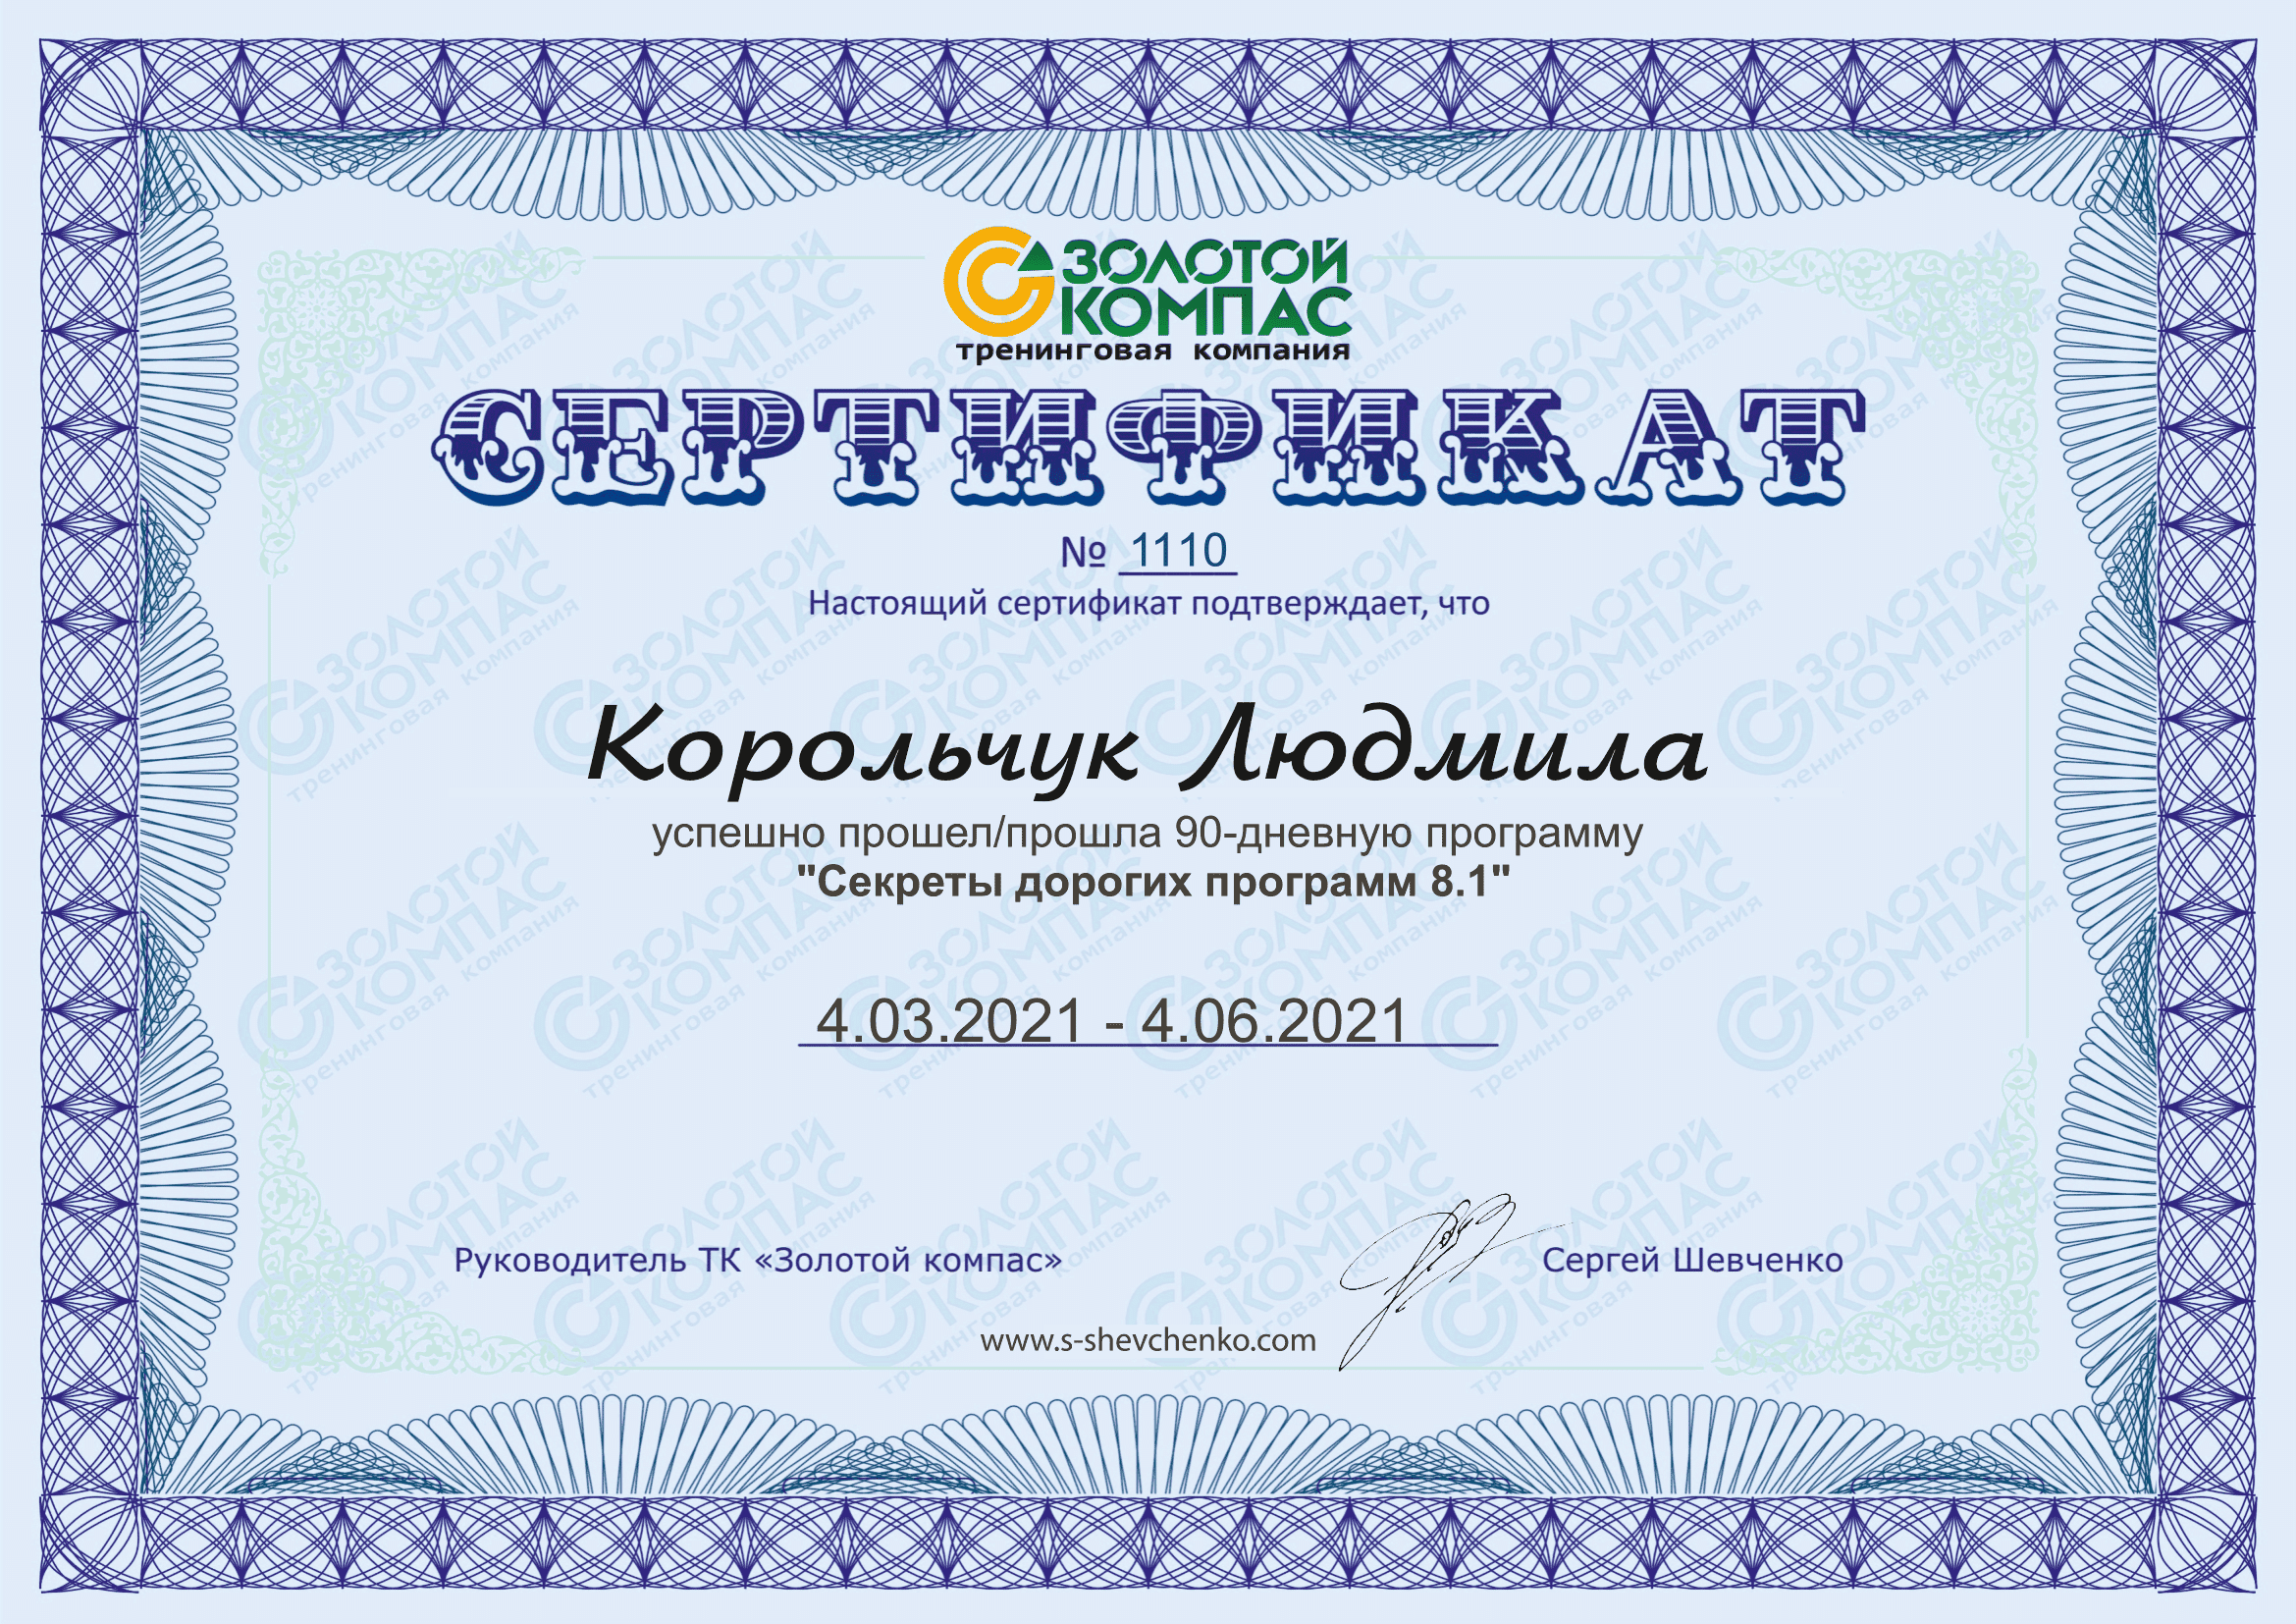 ЗОЛОТОЙ
КОМПАС
тренинговая компания
СЕРТИФИКАТ
№ 1110
Настоящий сертификат подтверждает, что
Корольчук Людмила
успешно прошел/прошла 90-дневную программу
"Секреты дорогих программ 8.1"
4.03.2021 - 4.06.2021
Руководитель ТК «Золотой компас»
Сергей Шевченко
www.s-shevchenko.com